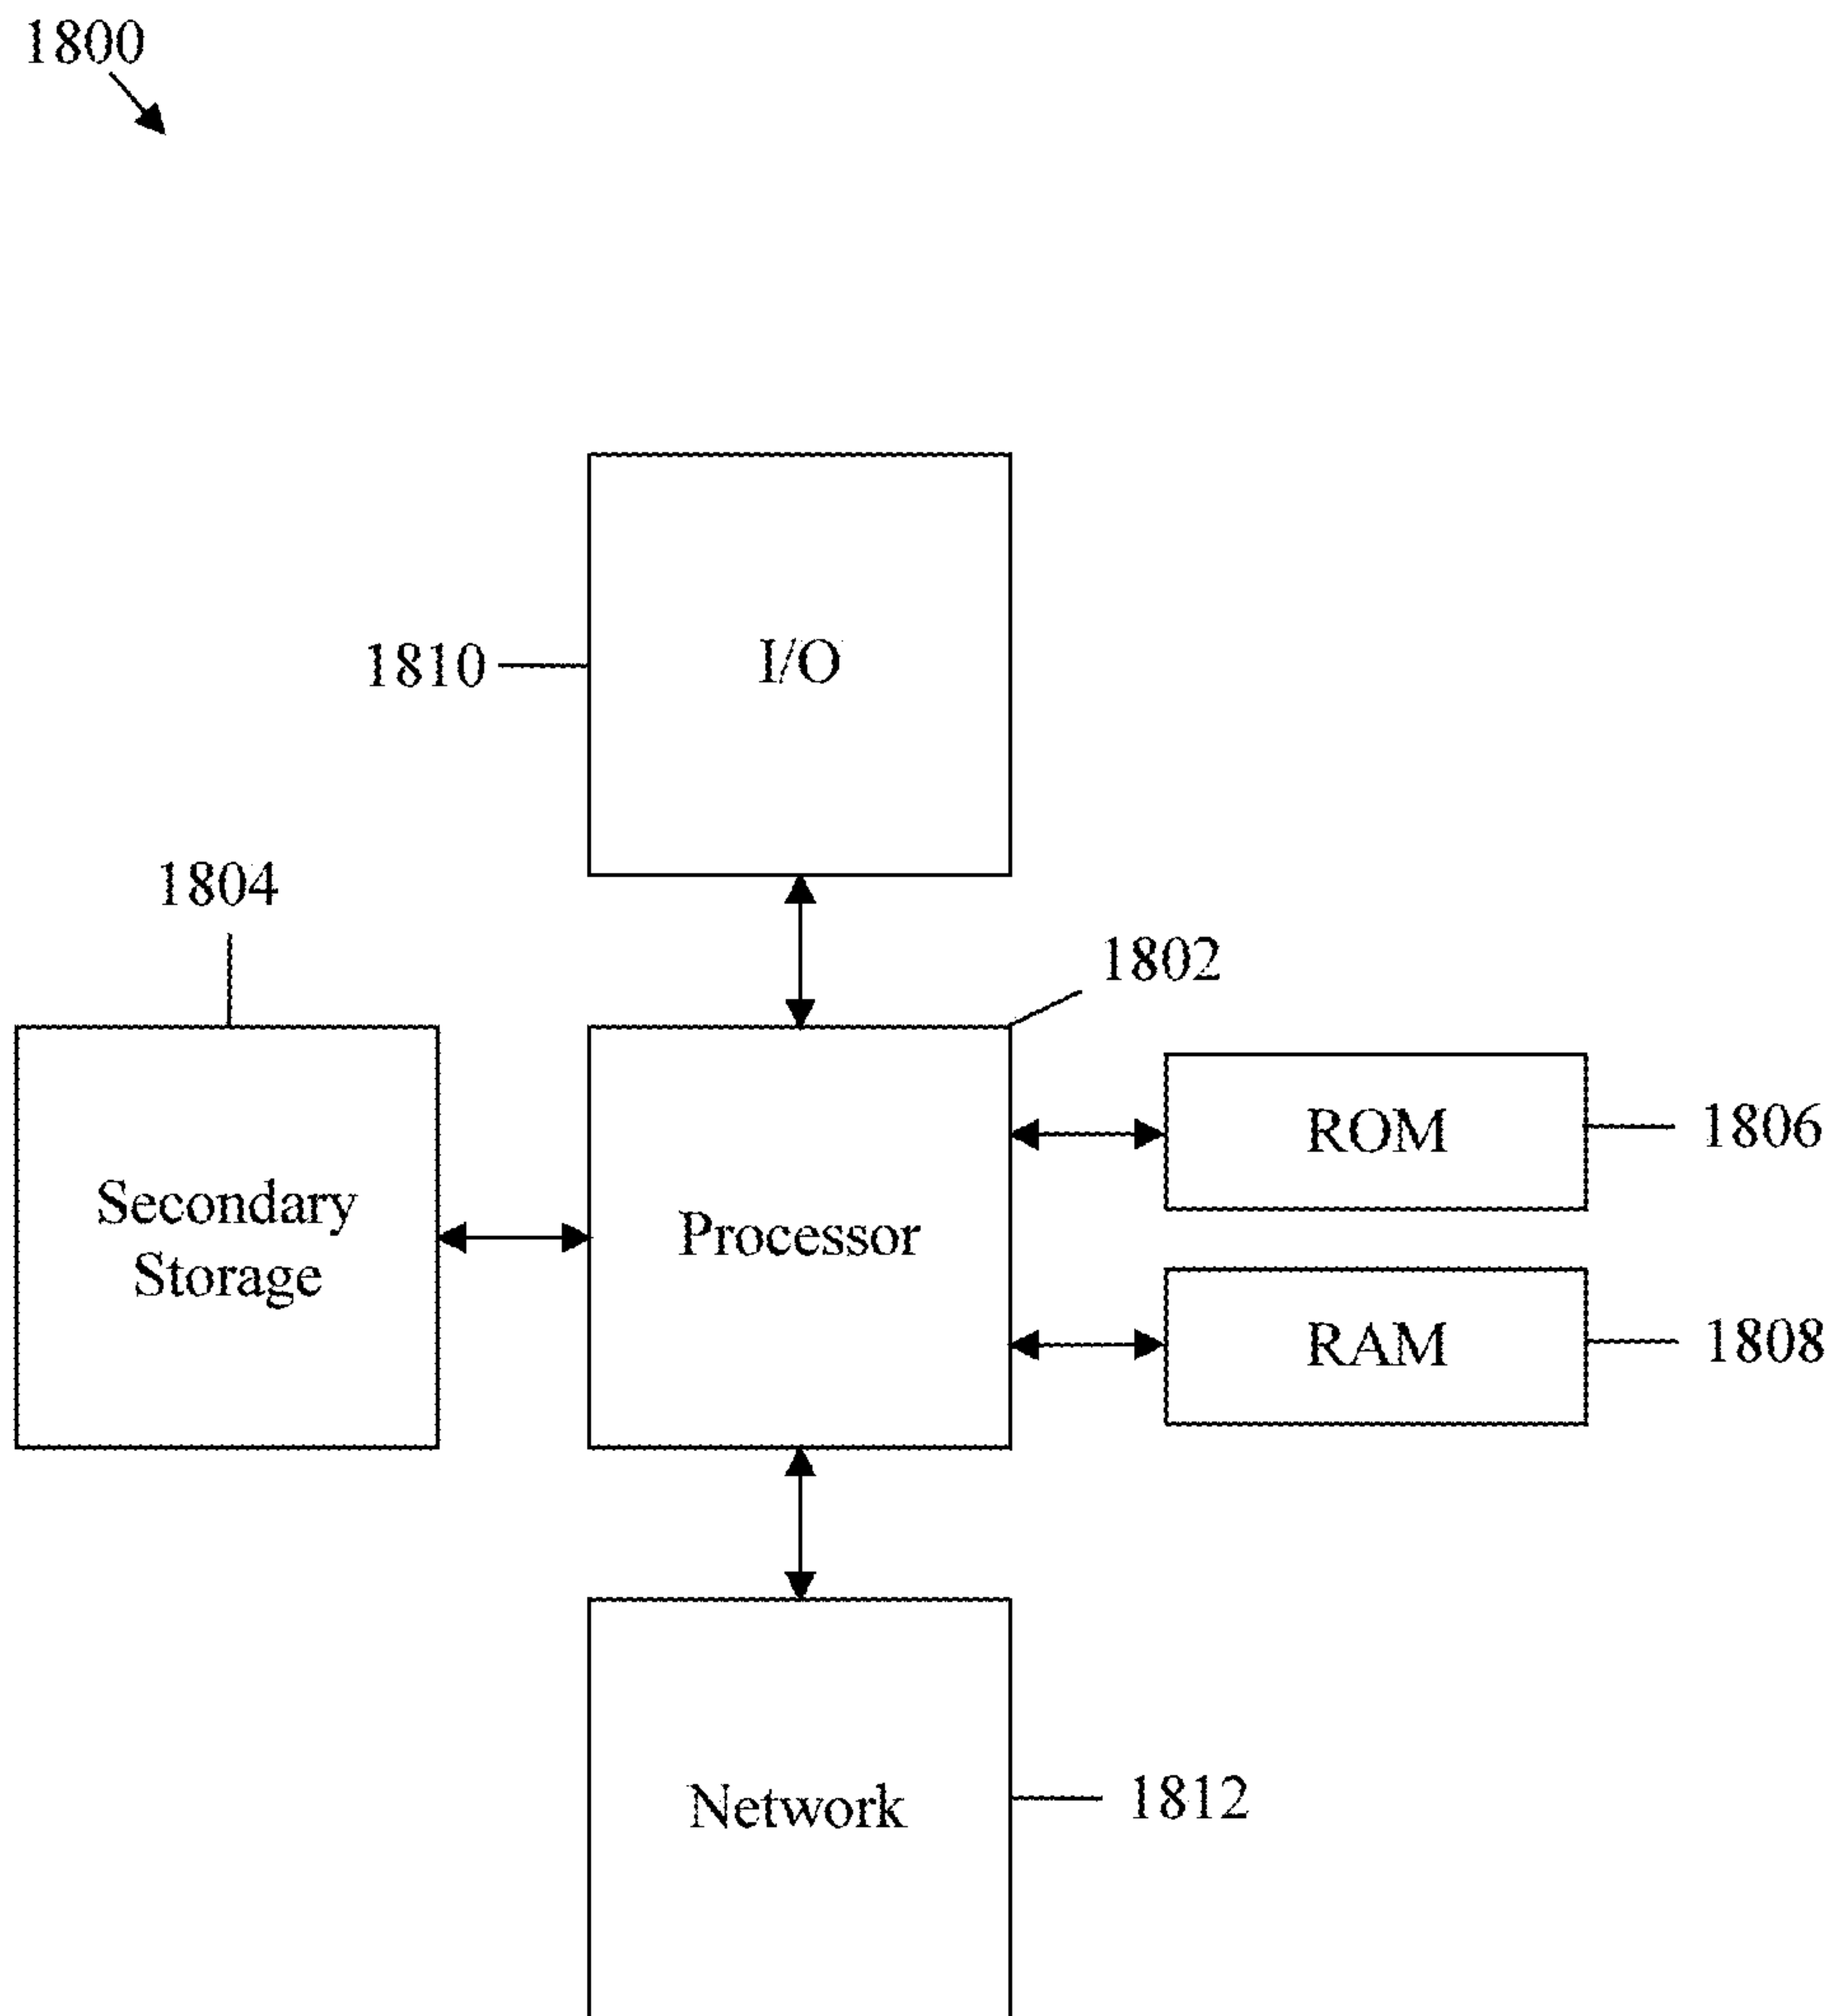 1800
1810
I/O
1804
1802
Secondary
Storage
Processor
ROM
1806
RAM
1808
Network
1812